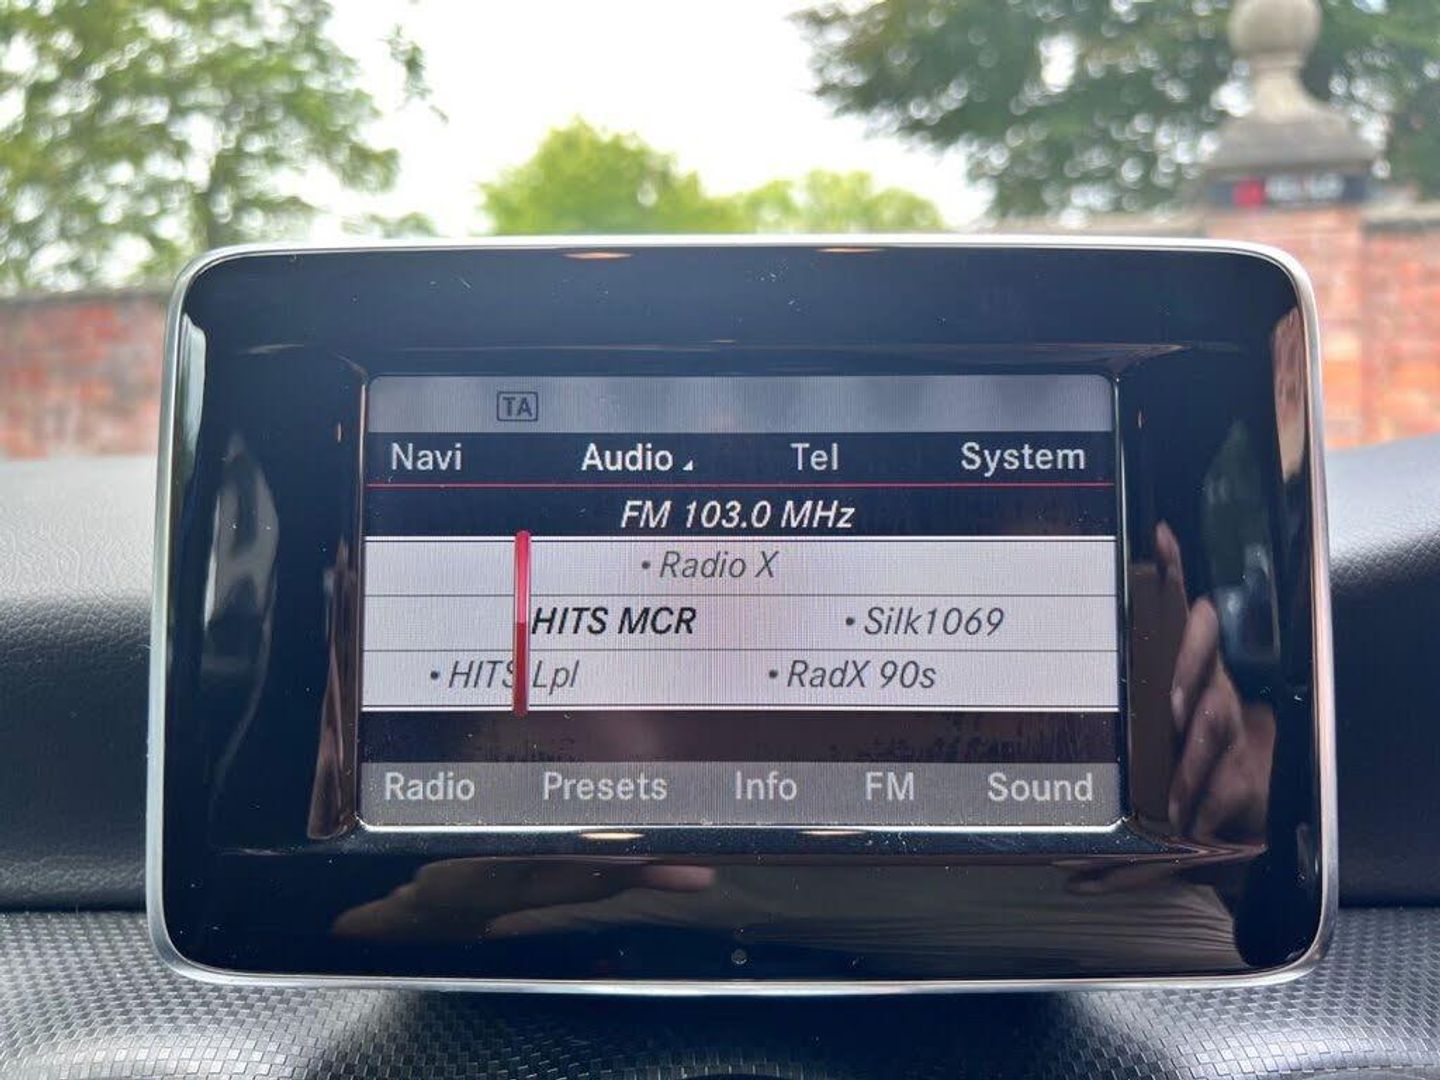 TA
Navi Audio Tel System
FM 103.0 MHz
• Radio X
HITS MCR • Silk1069
• HITS Lpl • RadX 90s
Radio Presets Info FM Sound